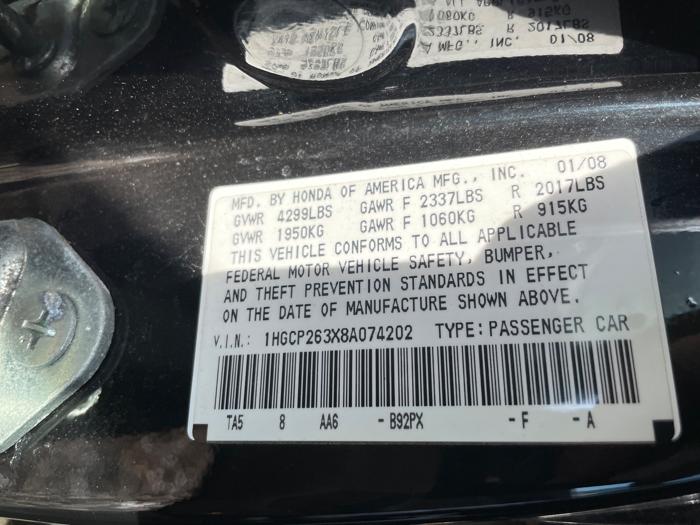 MFD. BY HONDA OF AMERICA MFG., INC. 01/08
GVWR 4299LBS GAWR F 2337LBS R 2017LBS
GVWR 1950KG GAWR F 1060KG R 915KG
THIS VEHICLE CONFORMS TO ALL APPLICABLE
FEDERAL MOTOR VEHICLE SAFETY, BUMPER,
AND THEFT PREVENTION STANDARDS IN EFFECT
ON THE DATE OF MANUFACTURE SHOWN ABOVE.
V.I.N.: 1HGCP263X8A074202 TYPE: PASSENGER CAR
TA5 8 AA6 - B92PX - F - A